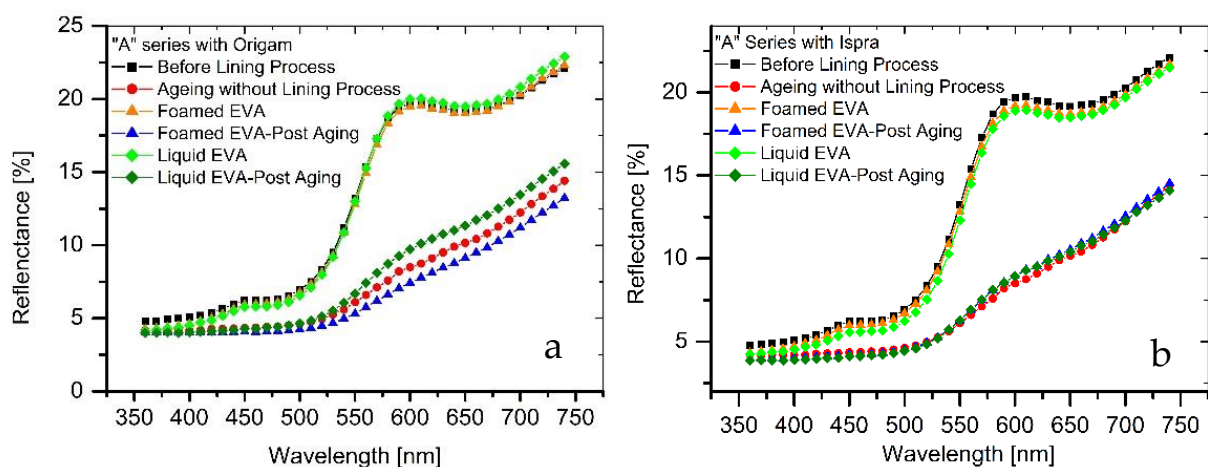 25
20
15
10
5
0
Reflenctance [%]
"A" series with Origam
Before Lining Process
Ageing without Lining Process
Foamed EVA
Foamed EVA-Post Aging
Liquid EVA
Liquid EVA-Post Aging
a
350 400 450 500 550 600 650 700 750
Wavelength [nm]
20
15
10
5
Reflectance [%]
"A" Series with Ispra
Before Lining Process
Ageing without Lining Process
Foamed EVA
Foamed EVA-Post Aging
Liquid EVA
Liquid EVA-Post Aging
b
350 400 450 500 550 600 650 700 750
Wavelength [nm]